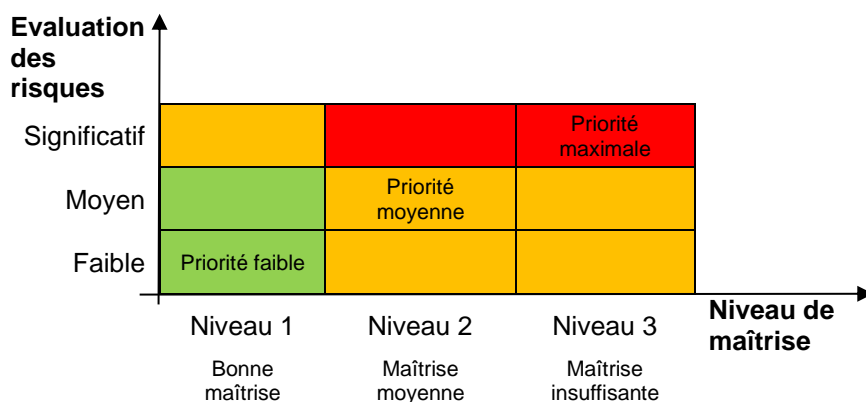 Evaluation
des
risques
Significatif
Priorité
maximale
Moyen
Priorité
moyenne
Faible
Priorité faible
Niveau 1
Niveau 2
Niveau 3
Niveau de
maîtrise
Bonne
maîtrise
Maîtrise
moyenne
Maîtrise
insuffisante